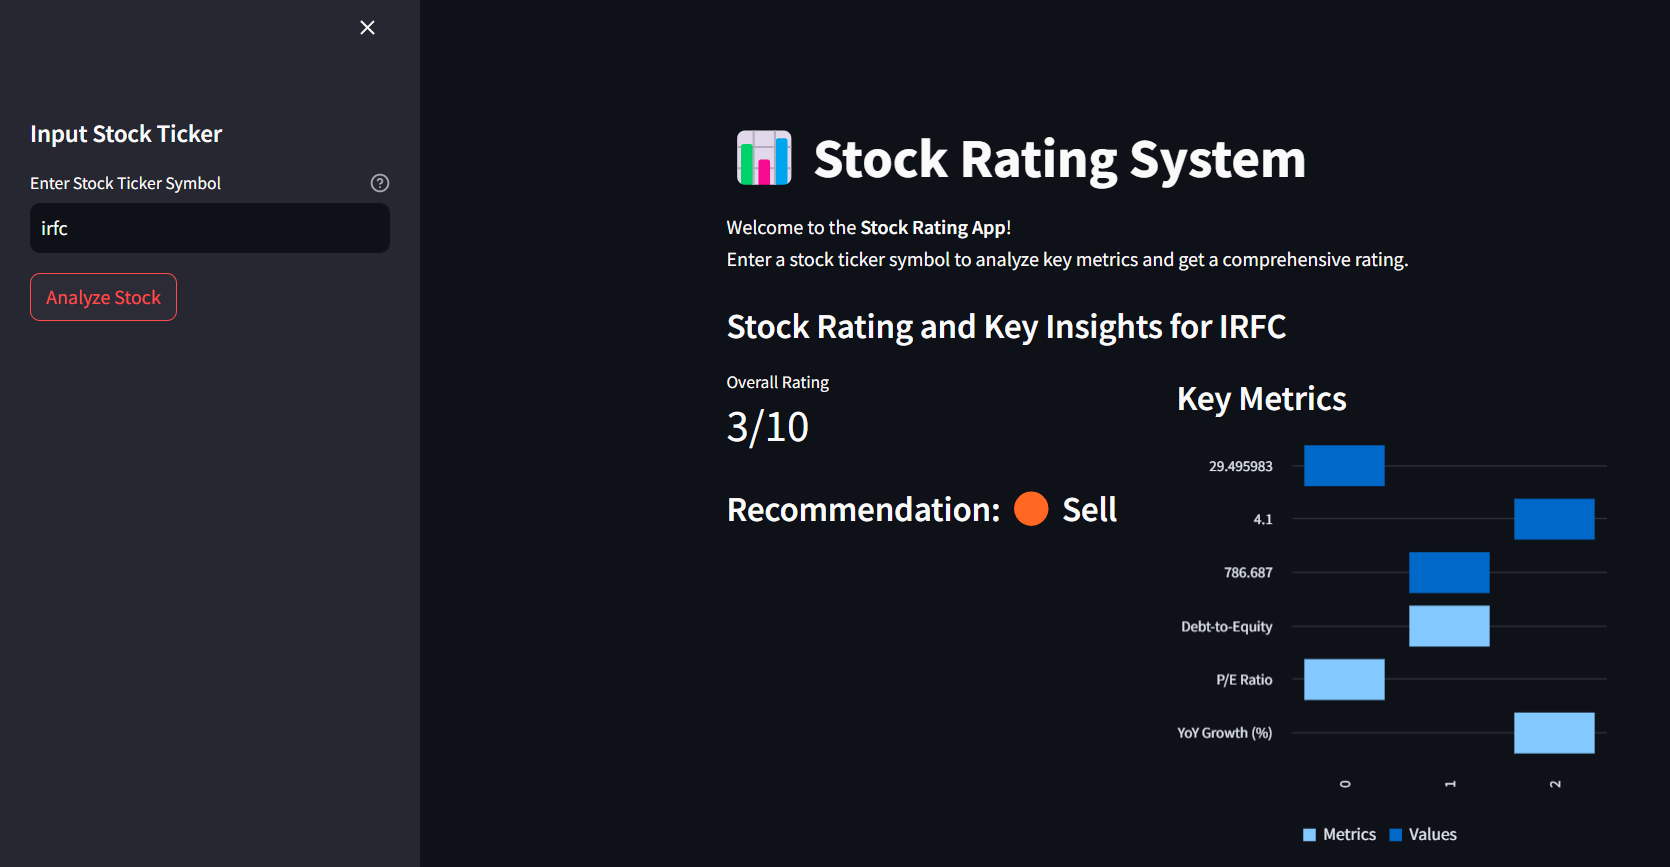 Input Stock Ticker
Enter Stock Ticker Symbol
irfc
Analyze Stock
Stock Rating System
Welcome to the Stock Rating App!
Enter a stock ticker symbol to analyze key metrics and get a comprehensive rating.
Stock Rating and Key Insights for IRFC
Overall Rating
3/10
Recommendation: Sell
Key Metrics
29.495983
4.1
786.687
Debt-to-Equity
P/E Ratio
YoY Growth (%)
0 1 2
Metrics Values